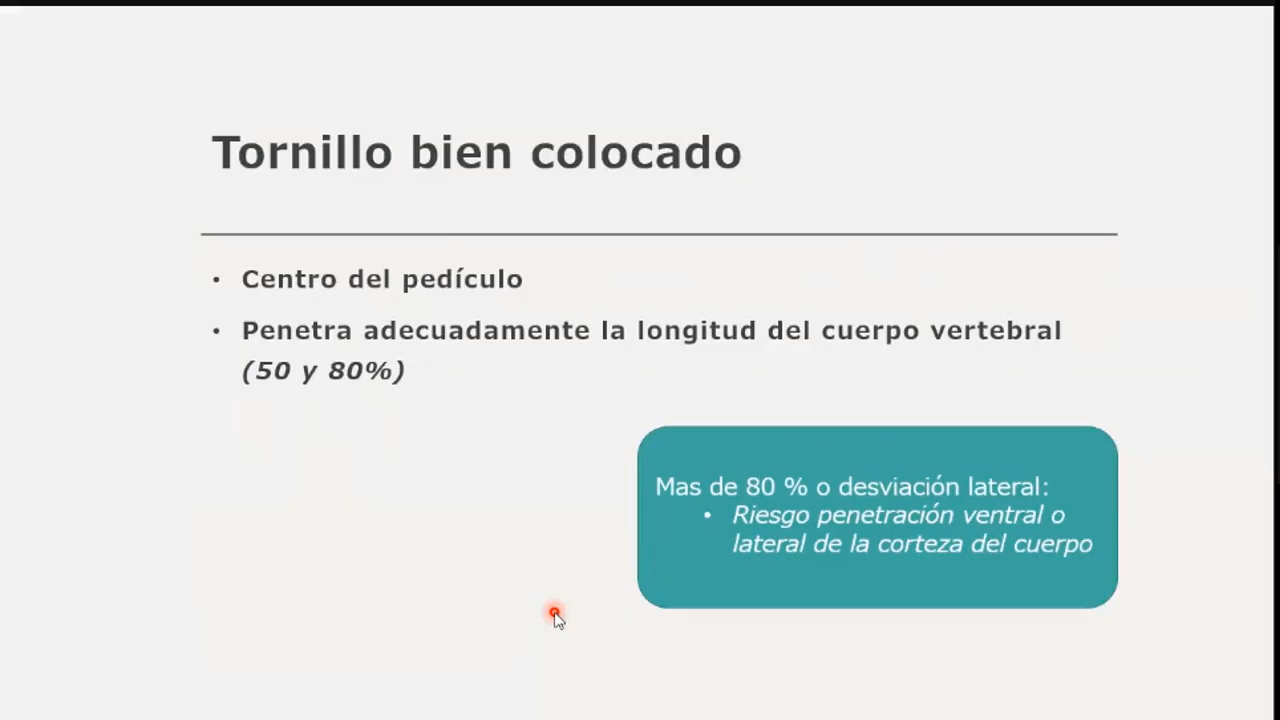 Tornillo bien colocado
• Centro del pedículo
• Penetra adecuadamente la longitud del cuerpo vertebral
(50 y 80%)
Mas de 80 % o desviación lateral:
• Riesgo penetración ventral o
lateral de la corteza del cuerpo